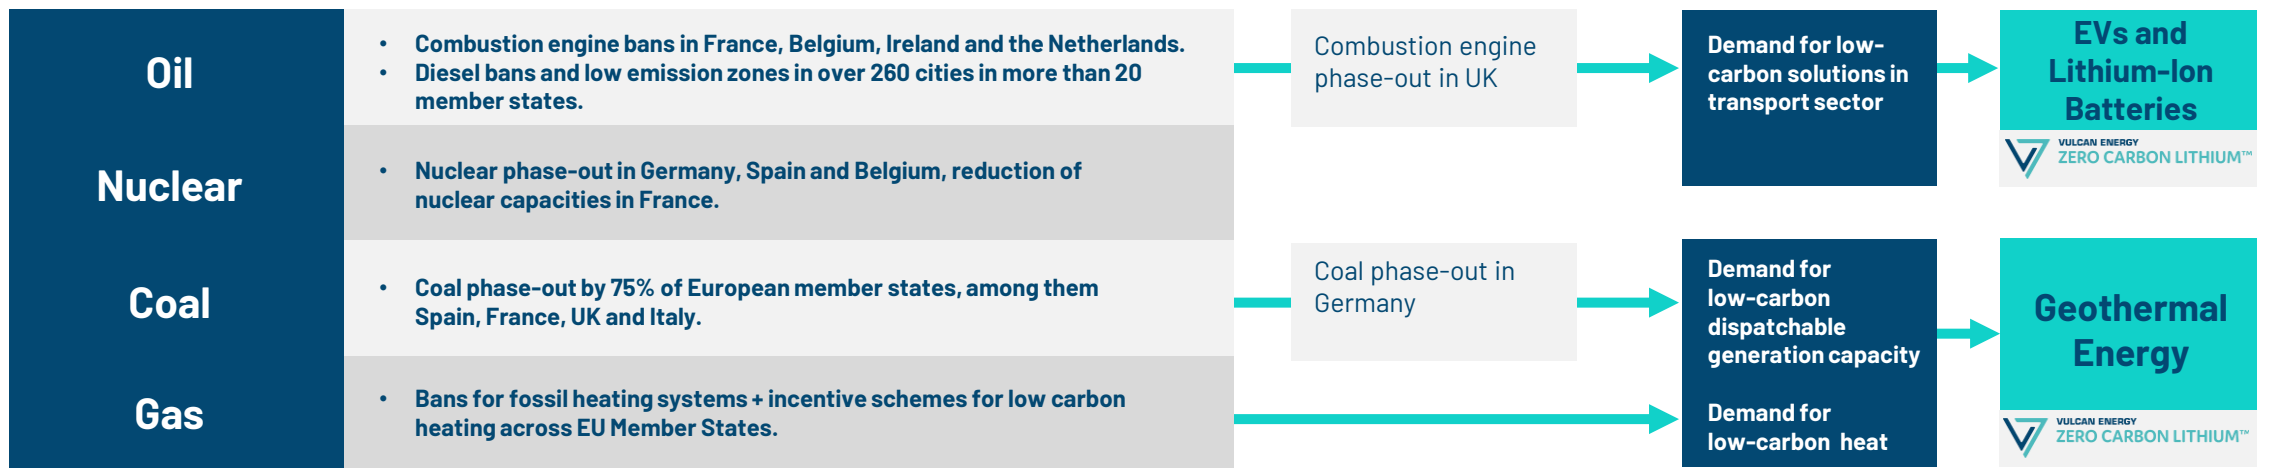 Oil
• Combustion engine bans in France, Belgium, Ireland and the Netherlands.
• Diesel bans and low emission zones in over 260 cities in more than 20
member states.
Combustion engine
phase-out in UK
Demand for low-
carbon solutions in
transport sector
EVs and
Lithium-Ion
Batteries
VULCAN ENERGY
ZERO CARBON LITHIUM™
Nuclear
• Nuclear phase-out in Germany, Spain and Belgium, reduction of
nuclear capacities in France.
Coal
• Coal phase-out by 75% of European member states, among them
Spain, France, UK and Italy.
Coal phase-out in
Germany
Demand for
low-carbon
dispatchable
generation capacity
Geothermal
Energy
Gas
• Bans for fossil heating systems + incentive schemes for low carbon
heating across EU Member States.
Demand for
low-carbon heat
VULCAN ENERGY
ZERO CARBON LITHIUM™